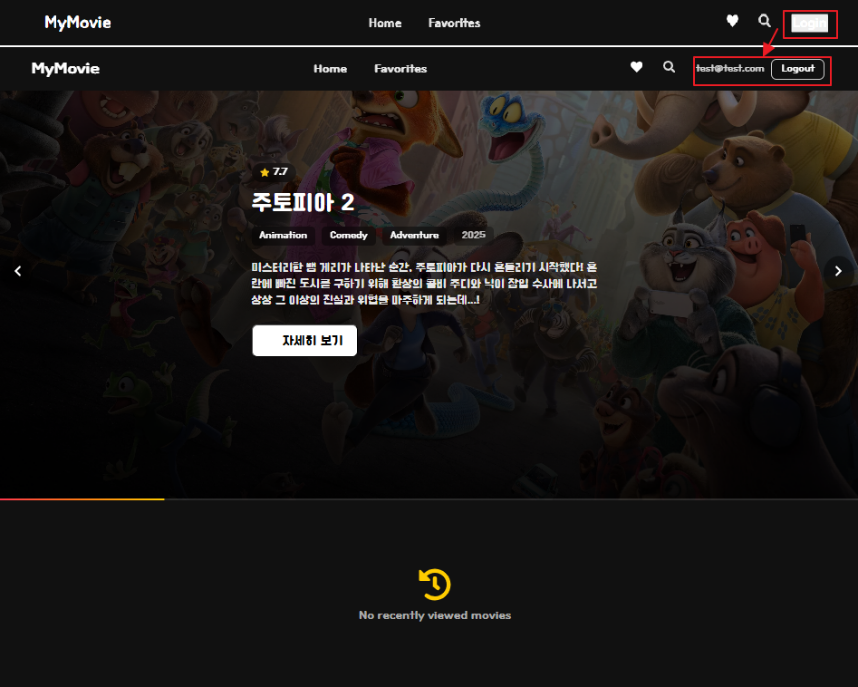 MyMovie Home Favorites Login
MyMovie Home Favorites test@test.com Logout
7.7
주토피아 2
Animation Comedy Adventure 2025
미스터리한 뱀 게리가 나타난 순간, 주토피아가 다시 흔들리기 시작했다! 혼
란에 빠진 도시를 구하기 위해 환상의 콤비 주디와 닉이 잠입 수사에 나서고
상상 그 이상의 진실과 위협을 마주하게 되는데...!
자세히 보기
No recently viewed movies